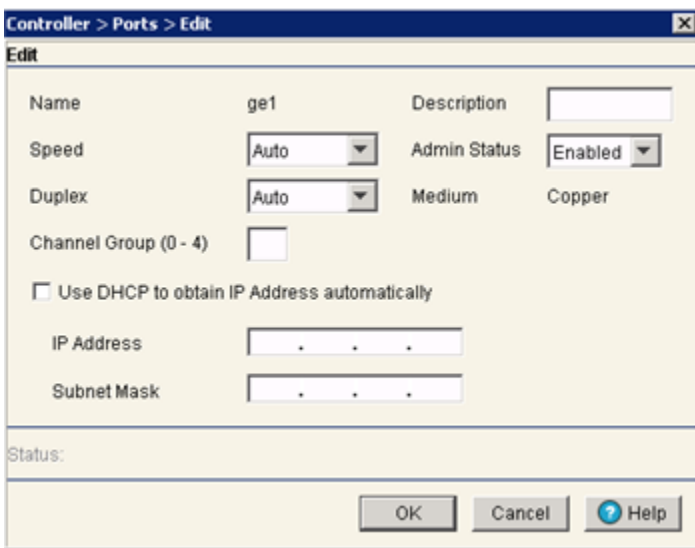 Controller > Ports > Edit
Edit
Name ge1 Description
Speed Auto Admin Status Enabled
Duplex Auto Medium Copper
Channel Group (0 - 4)
Use DHCP to obtain IP Address automatically
IP Address . . .
Subnet Mask . . .
Status:
OK Cancel ? Help